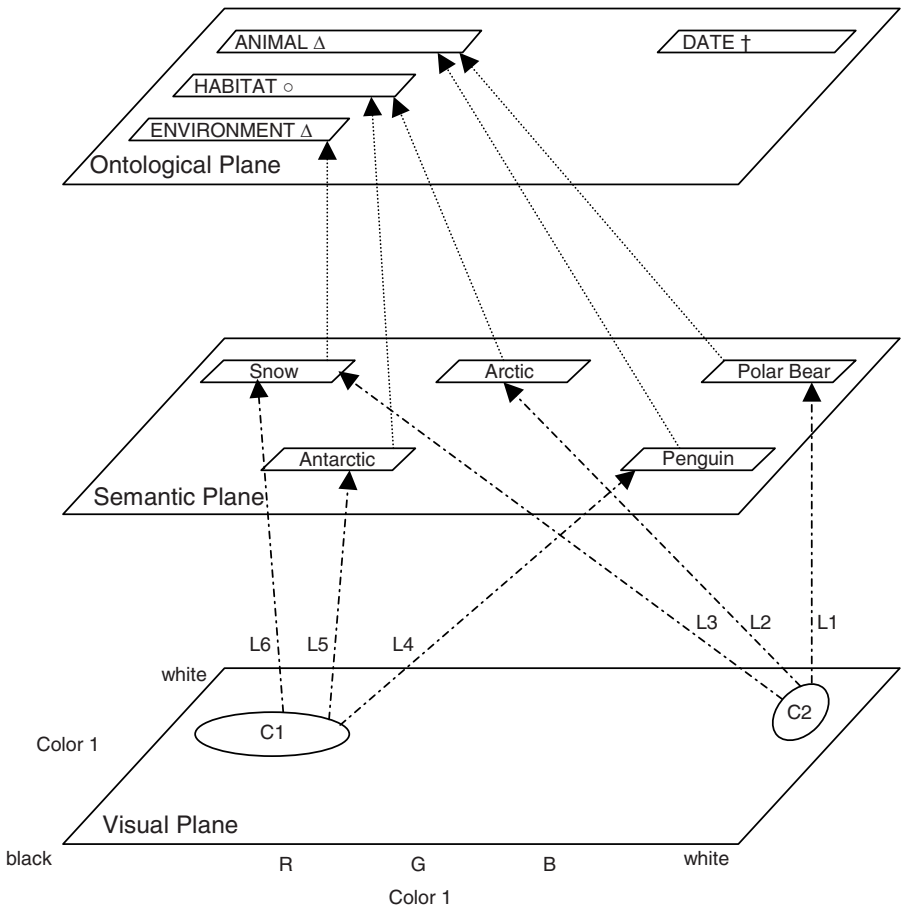 ANIMAL Δ
DATE †
HABITAT ○
ENVIRONMENT Δ
Ontological Plane
Snow
Arctic
Polar Bear
Antarctic
Penguin
Semantic Plane
L6
L5
L4
L3
L2
L1
white
C1
C2
Color 1
Visual Plane
black
R
G
B
white
Color 1